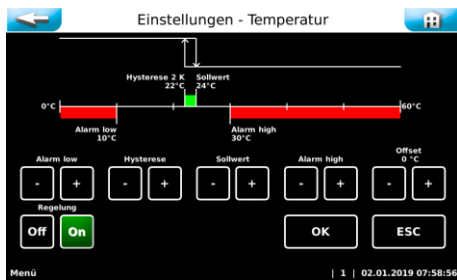 Einstellungen - Temperatur
Hysterese 2 K Sollwert
22°C 24°C
0°C 60°C
Alarm low Alarm high
10°C 30°C
Alarm low Hysterese Sollwert Alarm high Offset
0 °C
- + - + - + - + - +
Regelung
Off On OK ESC
Menü | 1 | 02.01.2019 07:58:56